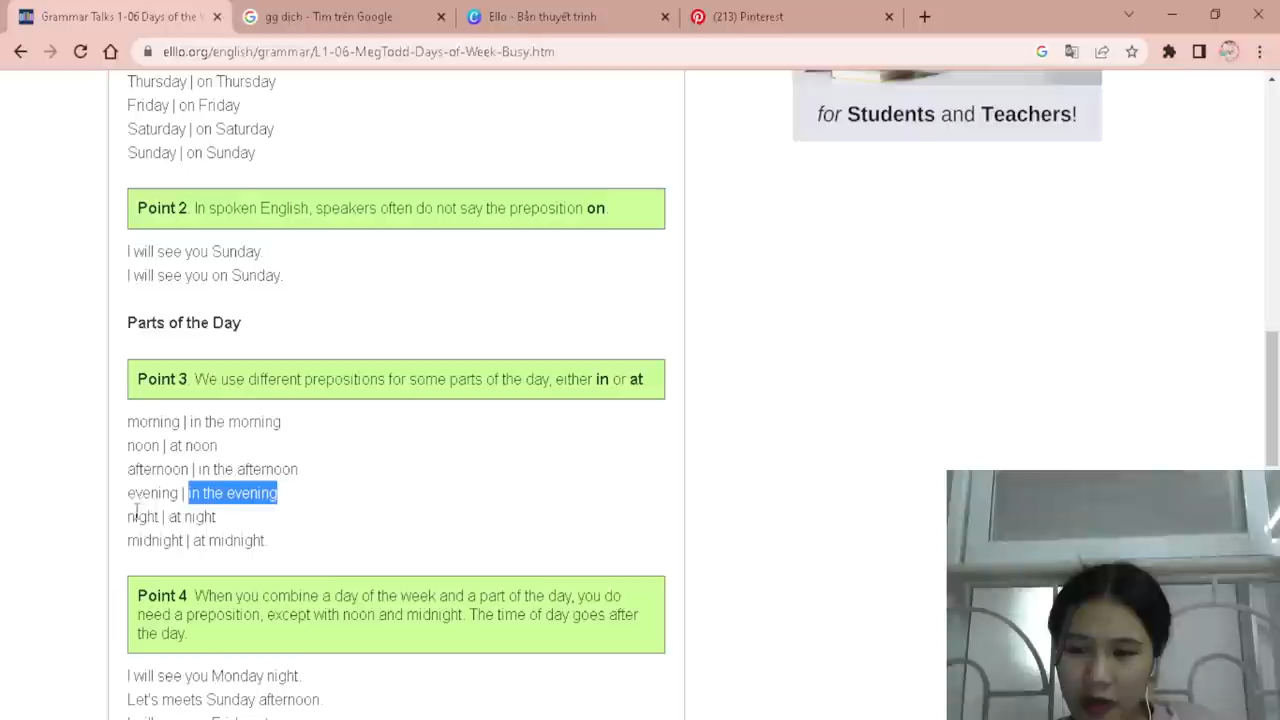 Grammar Talks 1-06 Days of the
gg dịch - Tìm trên Google
Ello - Bản thuyết trình
(213) Pinterest
elllo.org/english/grammar/L1-06-MegTodd-Days-of-Week-Busy.htm
Thursday | on Thursday
Friday | on Friday
Saturday | on Saturday
Sunday | on Sunday
for Students and Teachers!
Point 2. In spoken English, speakers often do not say the preposition on.
I will see you Sunday.
I will see you on Sunday.
Parts of the Day
Point 3. We use different prepositions for some parts of the day, either in or at
morning | in the morning
noon | at noon
afternoon | in the afternoon
evening | in the evening
night | at night
midnight | at midnight.
Point 4. When you combine a day of the week and a part of the day, you do
need a preposition, except with noon and midnight. The time of day goes after
the day.
I will see you Monday night.
Let's meets Sunday afternoon.